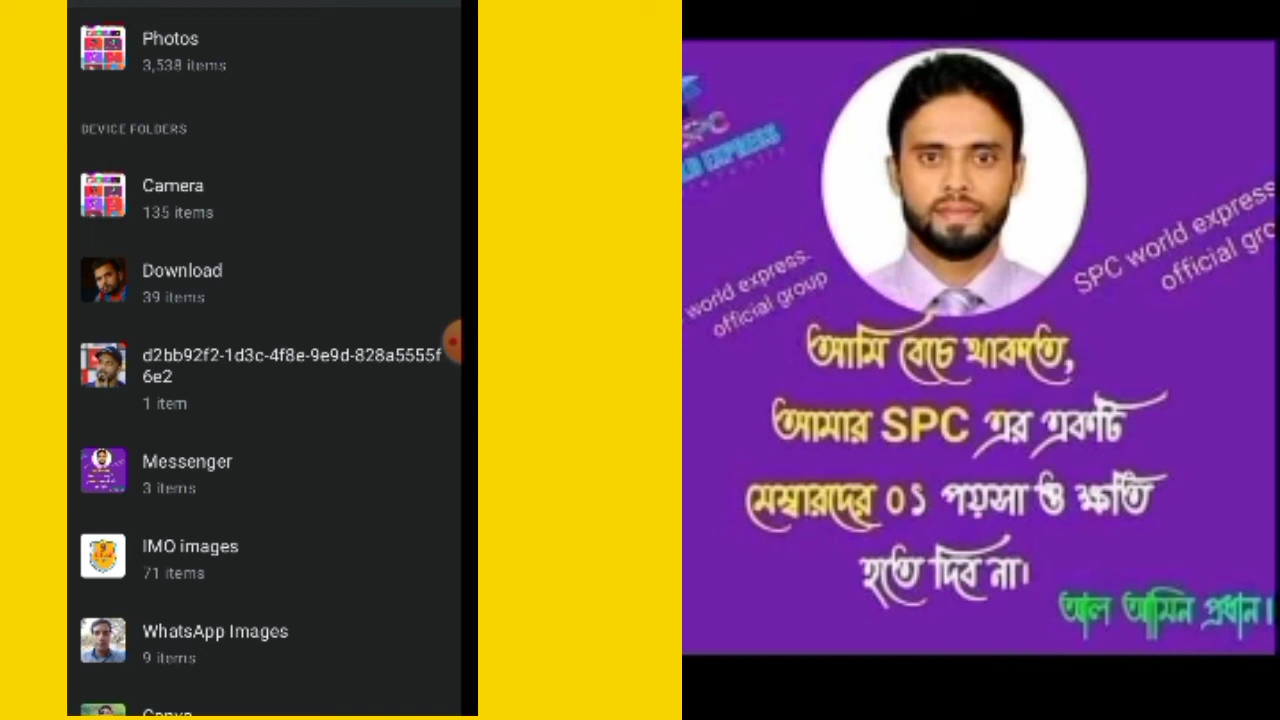 Photos
3,538 items
DEVICE FOLDERS
Camera
135 items
Download
39 items
d2bb92f2-1d3c-4f8e-9e9d-828a5555f
6e2
1 item
Messenger
3 items
IMO images
71 items
WhatsApp Images
9 items
SPC
EXPRESS
world express-
official group
SPC world express
official
আমি বেচে থাকতে,
আমার SPC এর একটি
মেম্বারদের ০১ পয়সা ও ক্ষতি
হতে দিব না।
আল আমিন প্রধান।